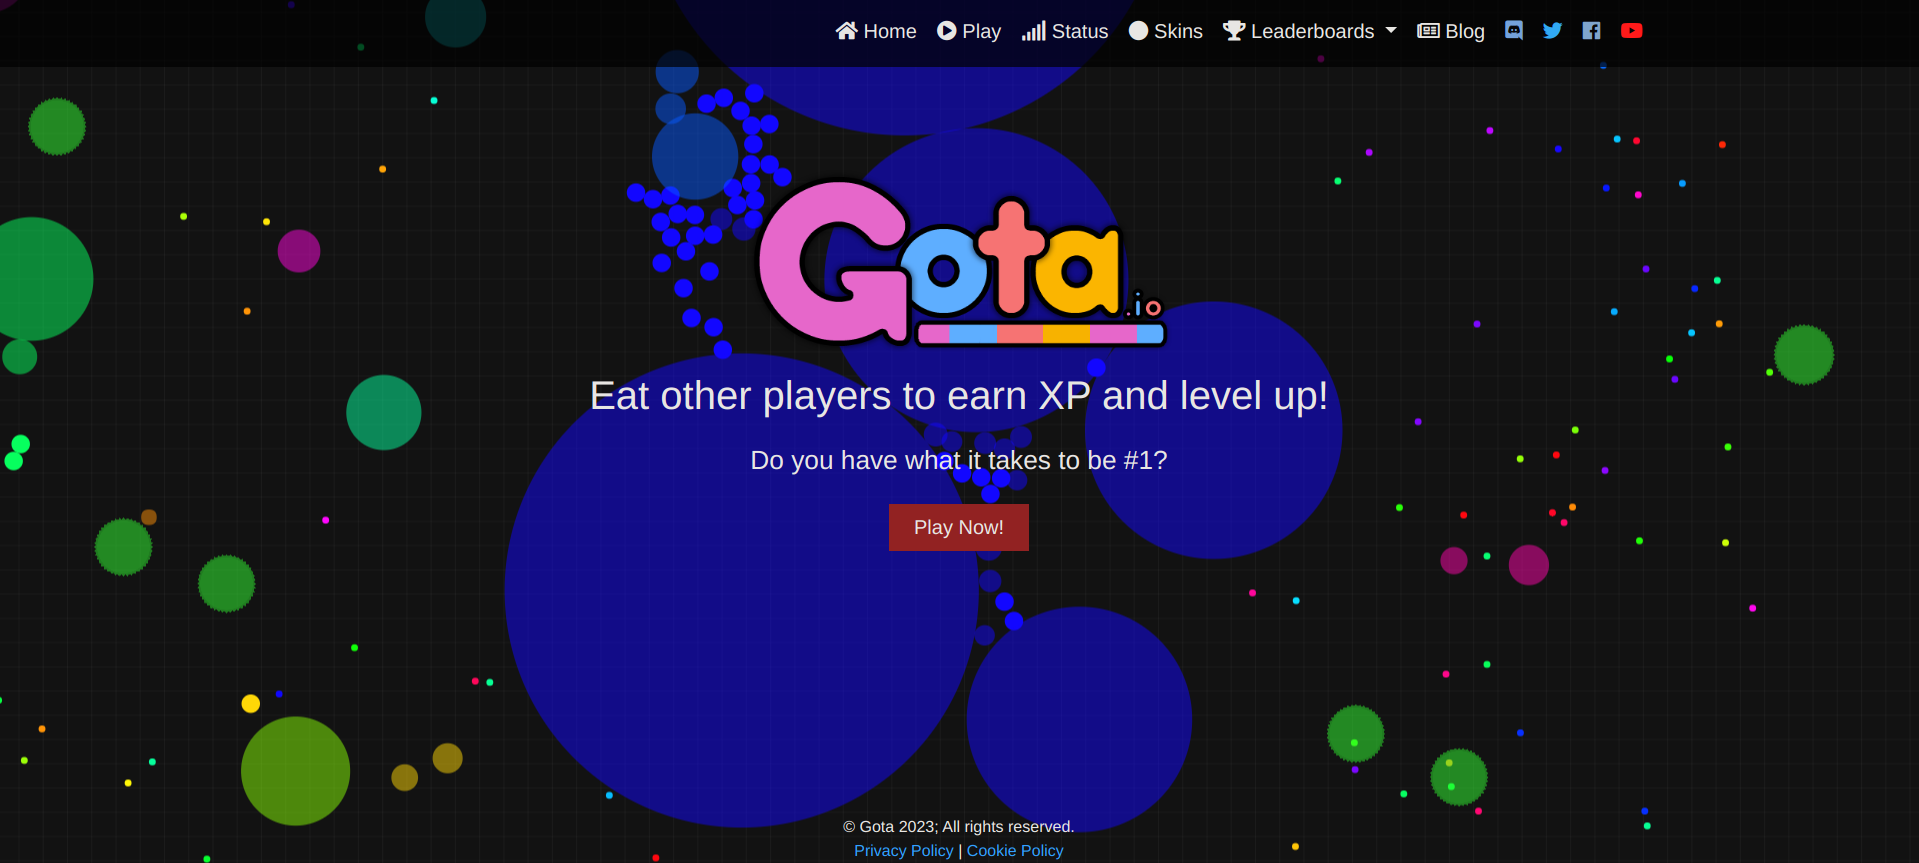 Home Play Status Skins Leaderboards Blog
Gota.io
Eat other players to earn XP and level up!
Do you have what it takes to be #1?
Play Now!
© Gota 2023; All rights reserved.
Privacy Policy | Cookie Policy